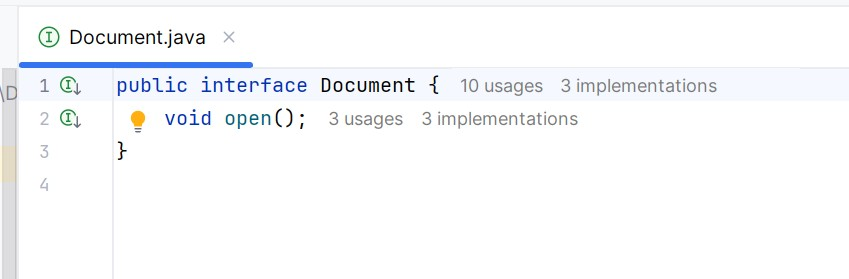 Document.java
1 public interface Document { 10 usages 3 implementations
2 void open(); 3 usages 3 implementations
3 }
4
\D